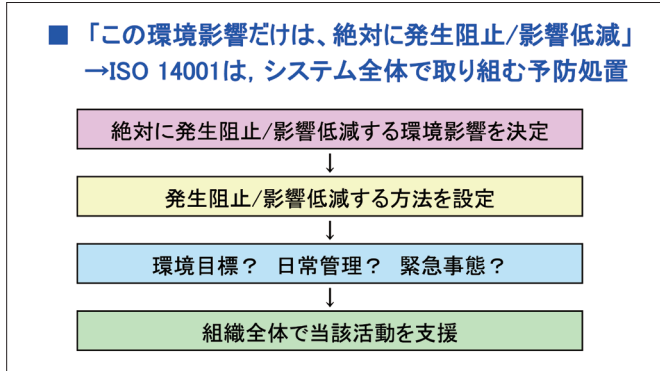 ■ 「この環境影響だけは、絶対に発生阻止/影響低減」
→ISO 14001は，システム全体で取り組む予防処置
絶対に発生阻止/影響低減する環境影響を決定
↓
発生阻止/影響低減する方法を設定
↓
環境目標？ 日常管理？ 緊急事態？
↓
組織全体で当該活動を支援